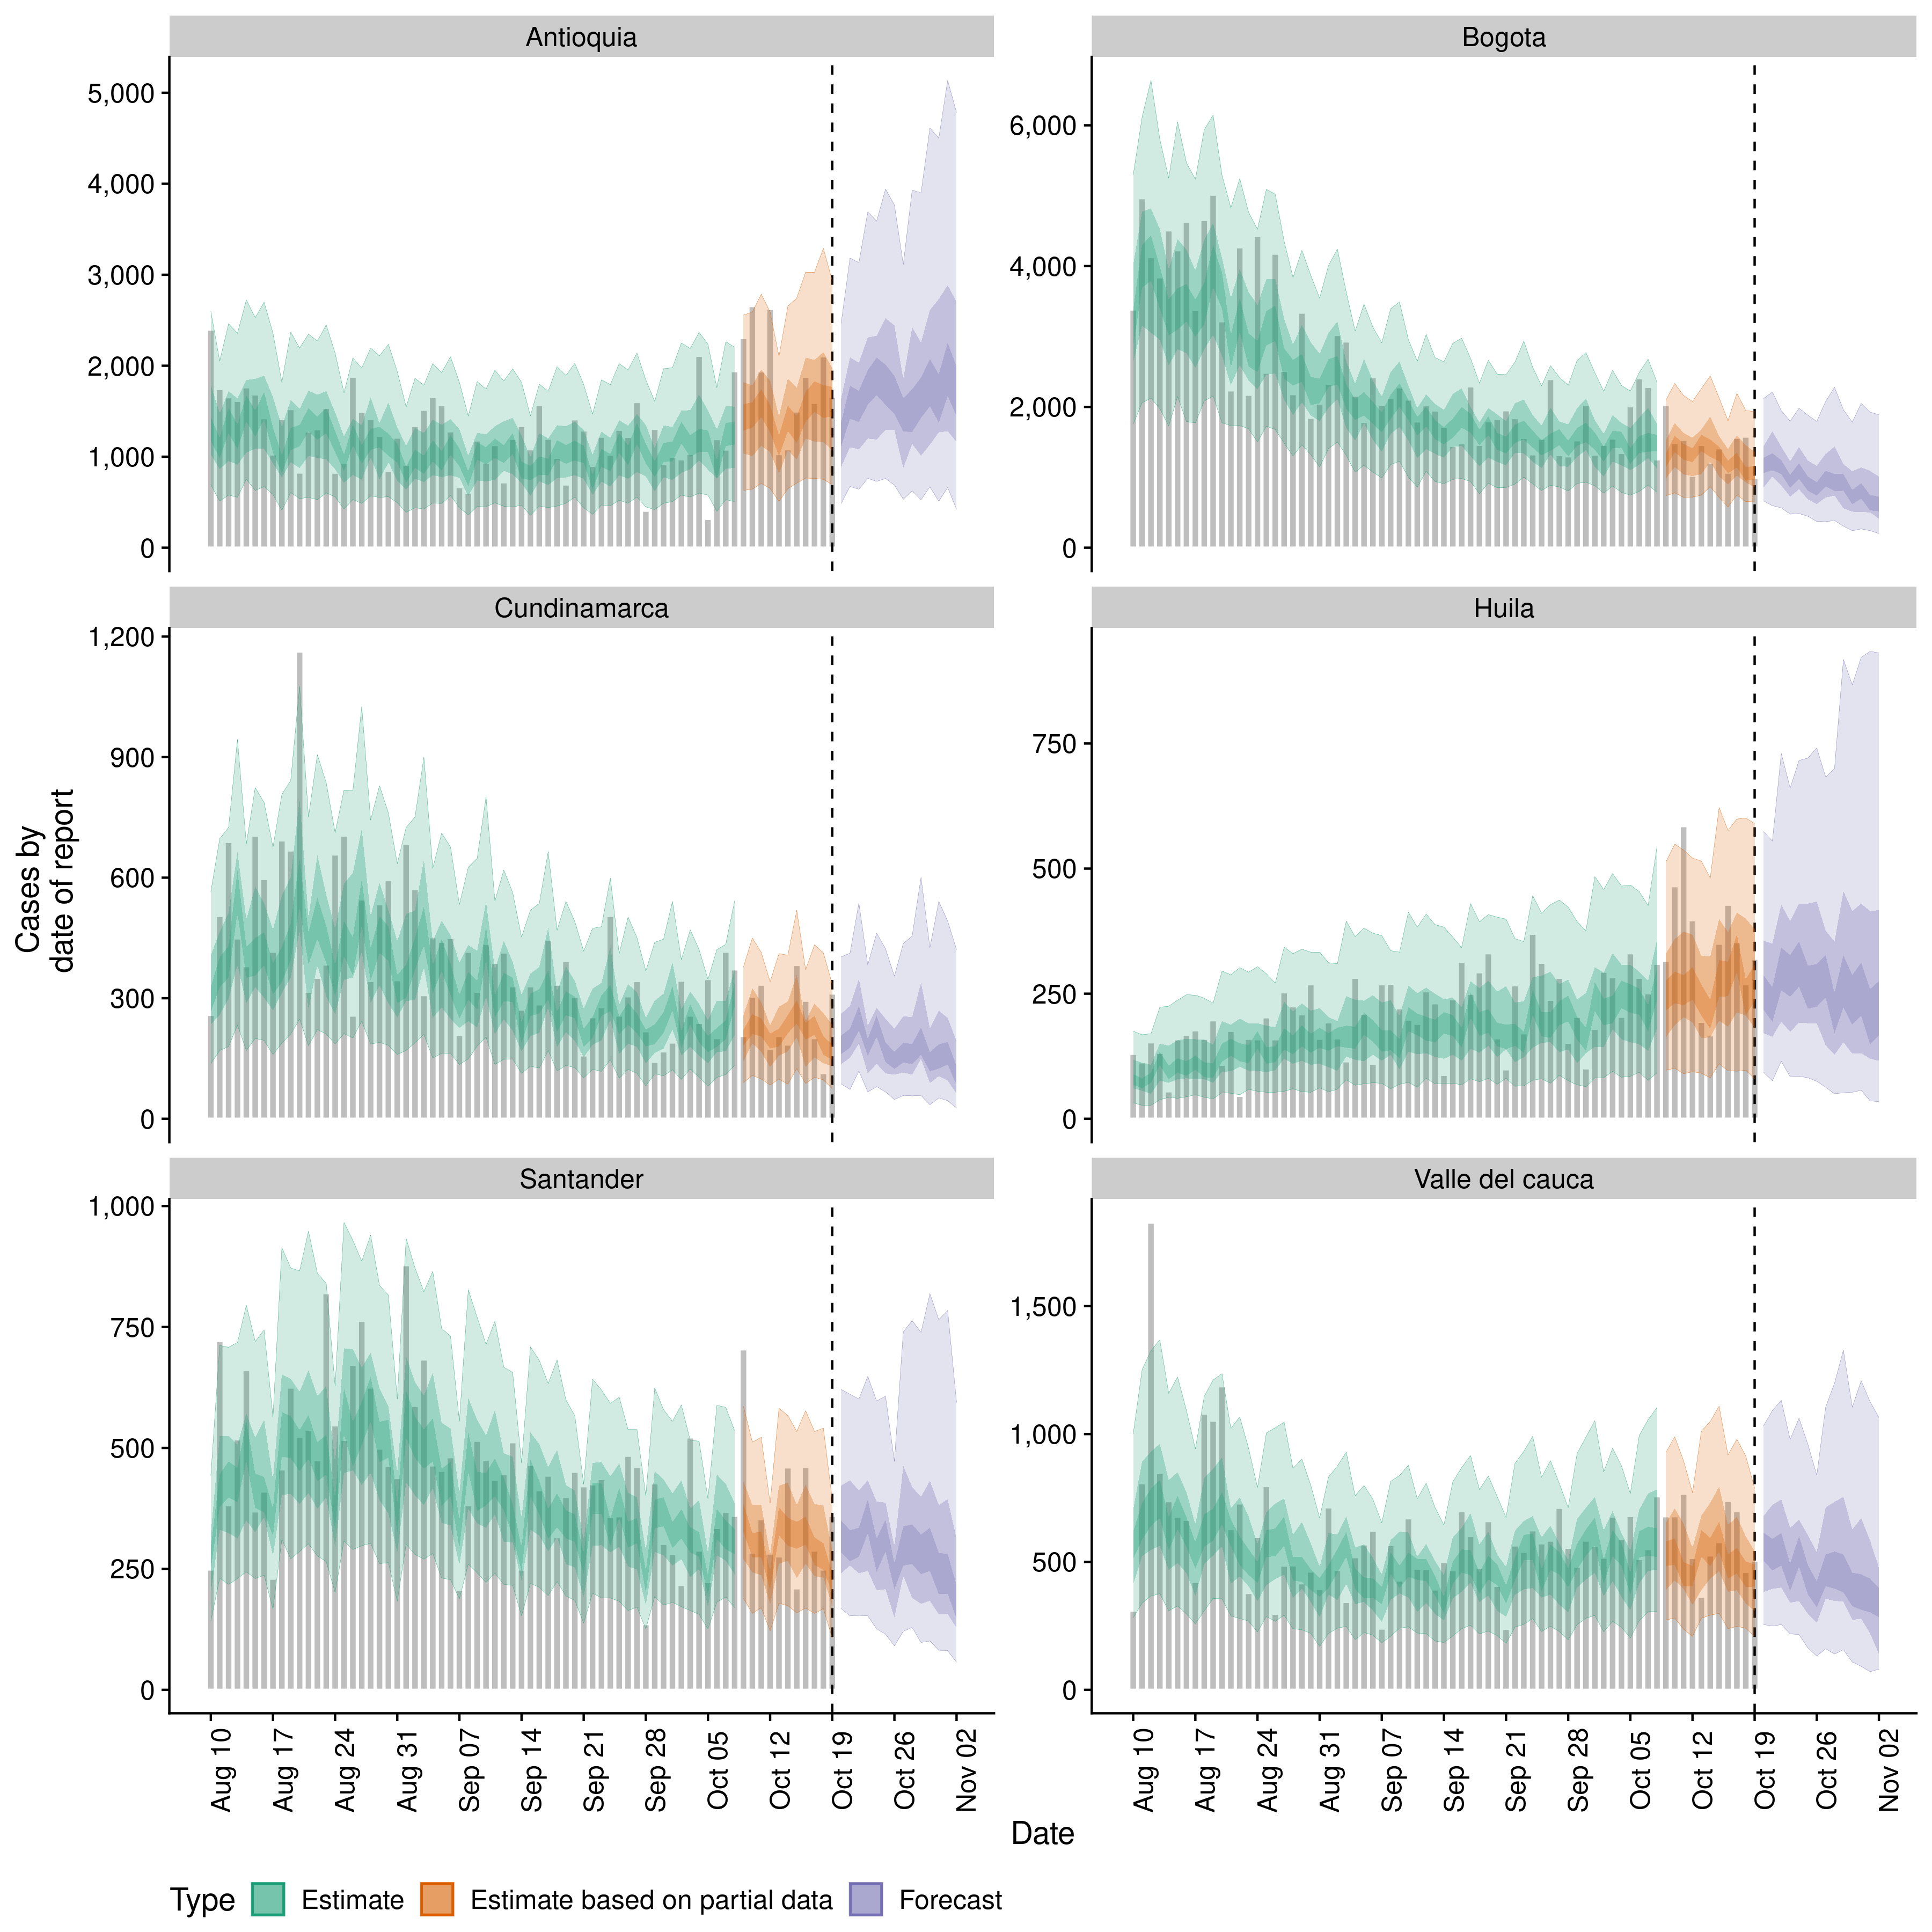 Antioquia
Bogota
5,000
4,000
3,000
2,000
1,000
0
6,000
4,000
2,000
0
Cundinamarca
Huila
1,200
900
600
300
0
750
500
250
0
Cases by
date of report
Santander
Valle del cauca
1,000
750
500
250
0
1,500
1,000
500
0
Aug 10
Aug 17
Aug 24
Aug 31
Sep 07
Sep 14
Sep 21
Sep 28
Oct 05
Oct 12
Oct 19
Oct 26
Nov 02
Aug 10
Aug 17
Aug 24
Aug 31
Sep 07
Sep 14
Sep 21
Sep 28
Oct 05
Oct 12
Oct 19
Oct 26
Nov 02
Date
Type Estimate Estimate based on partial data Forecast